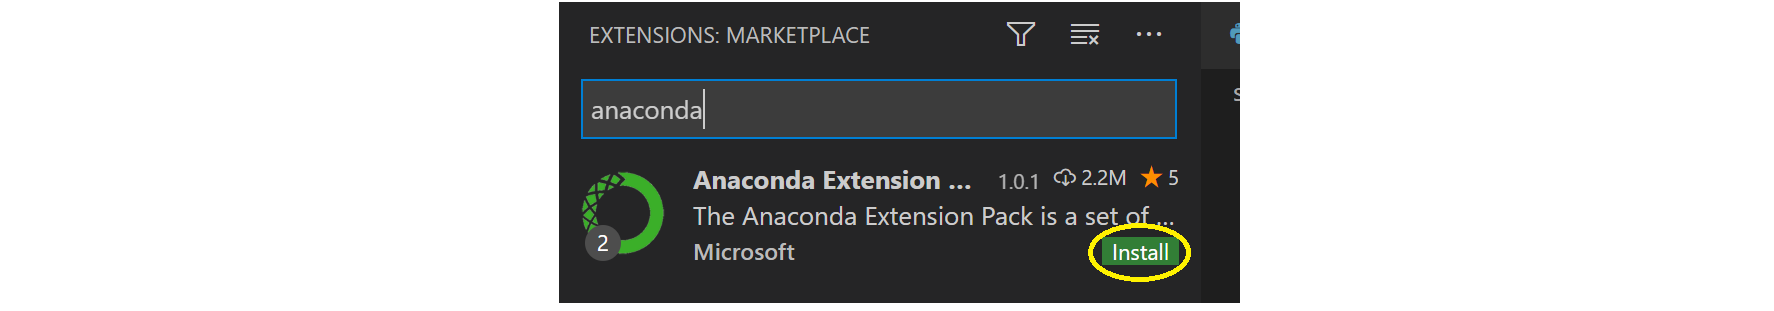 EXTENSIONS: MARKETPLACE
anaconda
Anaconda Extension ... 1.0.1 2.2M 5
The Anaconda Extension Pack is a set of ...
2
Microsoft Install